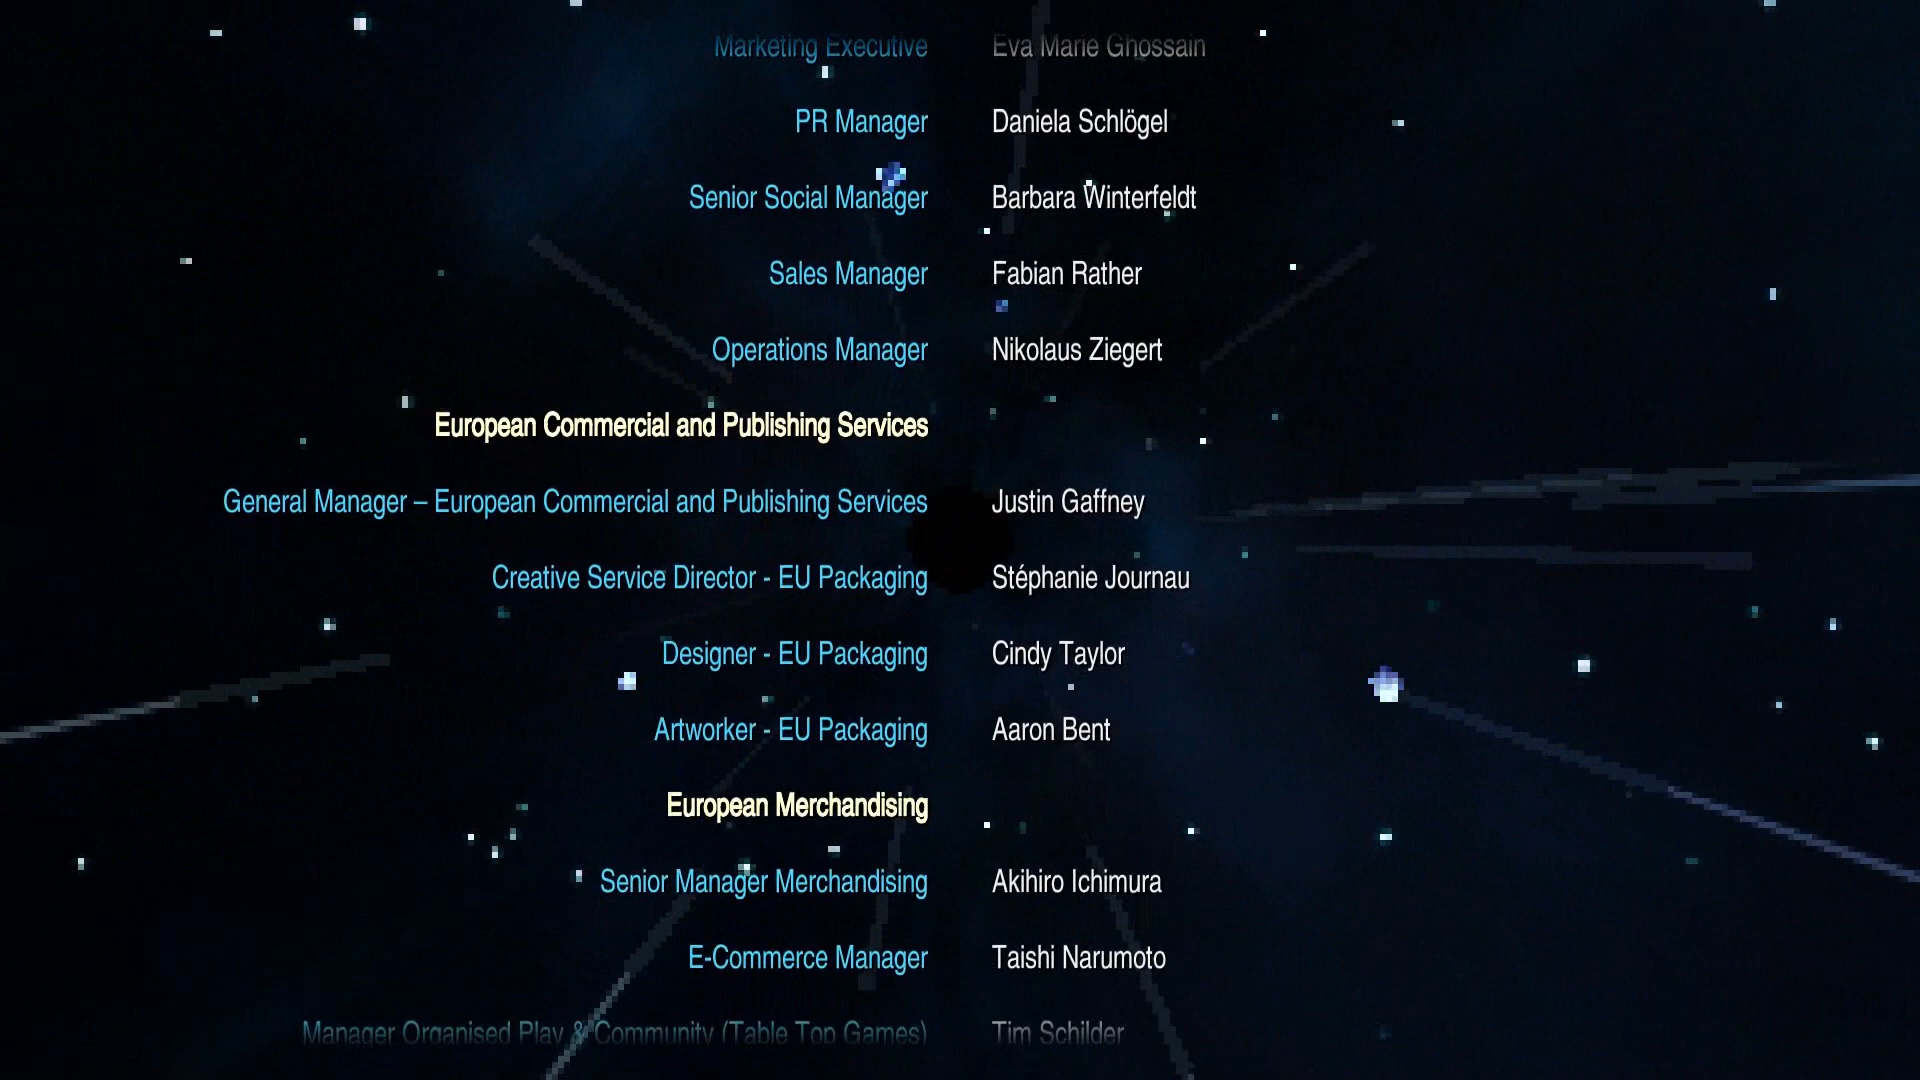 Marketing Executive Eva Marie Ghossain
PR Manager Daniela Schlögel
Senior Social Manager Barbara Winterfeldt
Sales Manager Fabian Rather
Operations Manager Nikolaus Ziegert
European Commercial and Publishing Services
General Manager – European Commercial and Publishing Services Justin Gaffney
Creative Service Director - EU Packaging Stéphanie Journau
Designer - EU Packaging Cindy Taylor
Artworker - EU Packaging Aaron Bent
European Merchandising
Senior Manager Merchandising Akihiro Ichimura
E-Commerce Manager Taishi Narumoto
Manager Organised Play & Community (Table Top Games) Tim Schilder